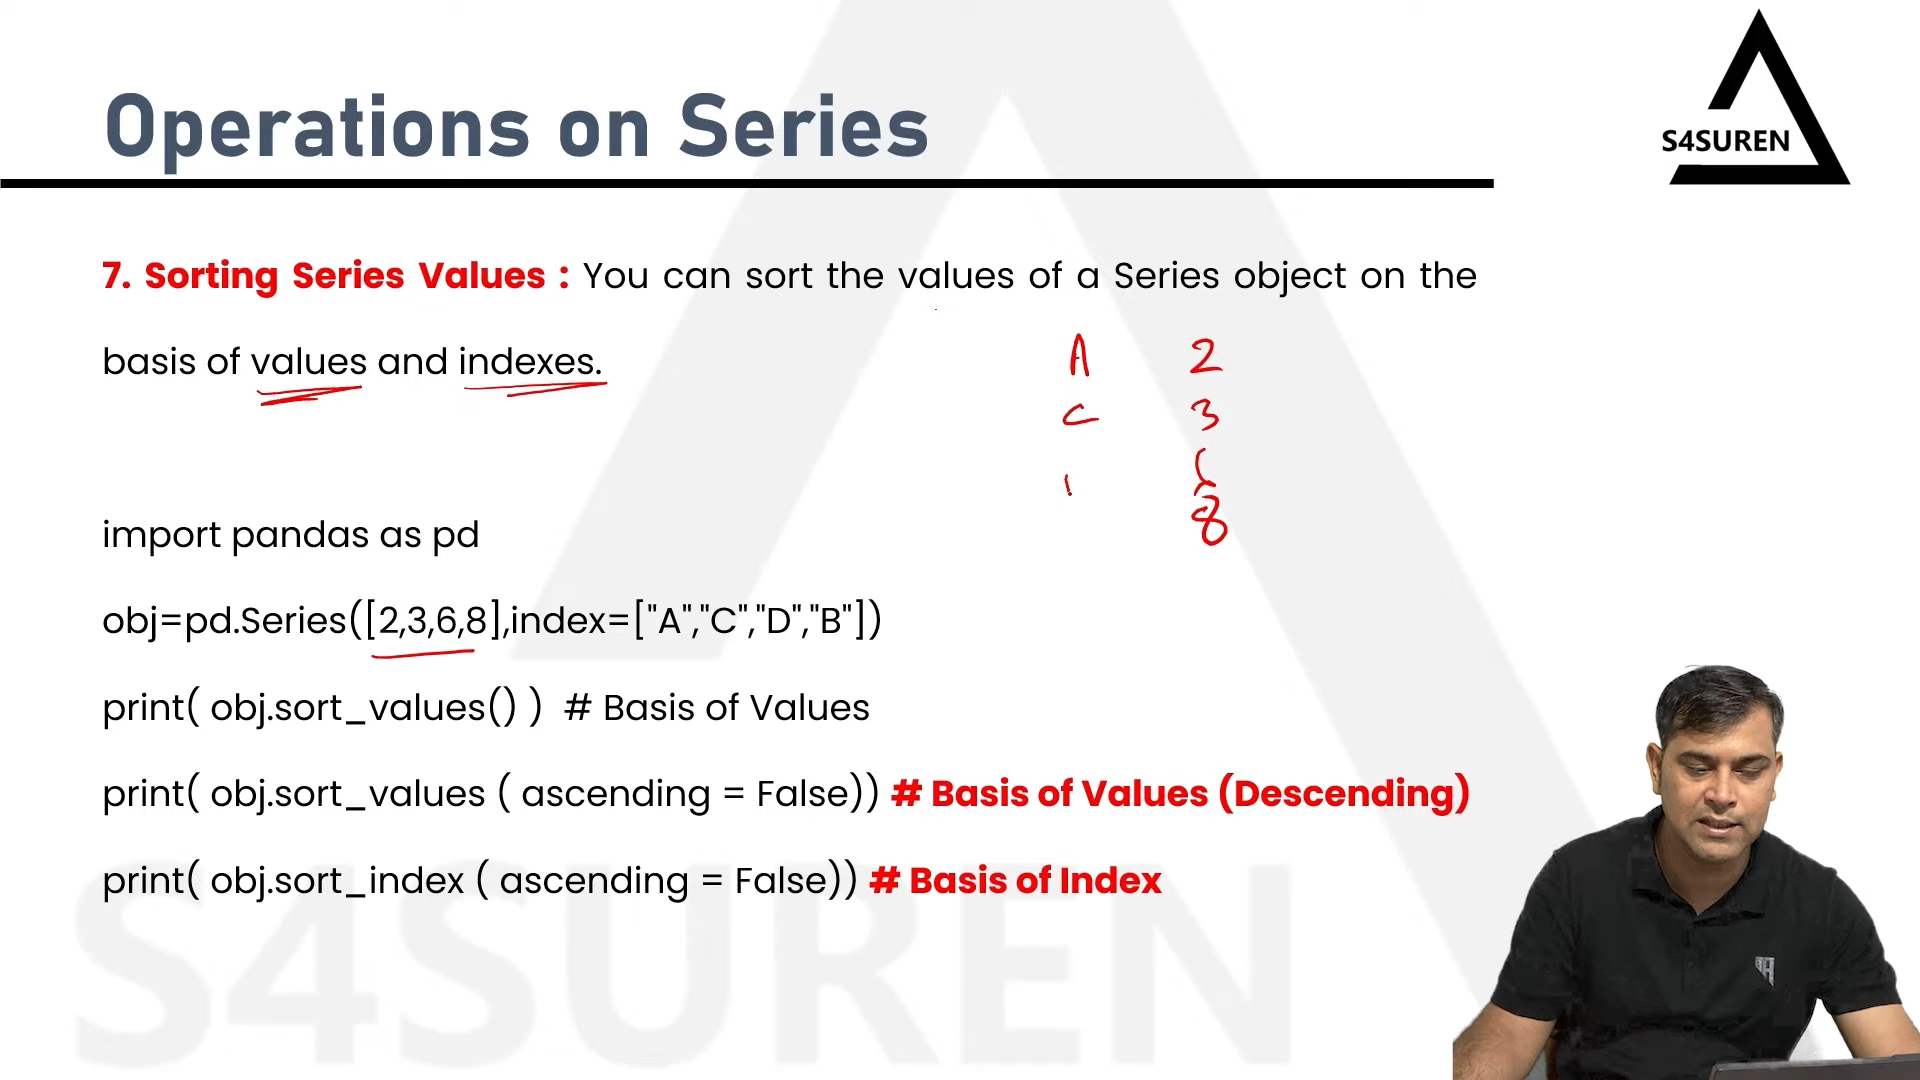 Operations on Series
S4SUREN
7. Sorting Series Values : You can sort the values of a Series object on the
basis of values and indexes.
A 2
C 3
6
8
import pandas as pd
obj=pd.Series([2,3,6,8],index=["A","C","D","B"])
print( obj.sort_values() ) # Basis of Values
print( obj.sort_values ( ascending = False)) # Basis of Values (Descending)
print( obj.sort_index ( ascending = False)) # Basis of Index
S4SUREN